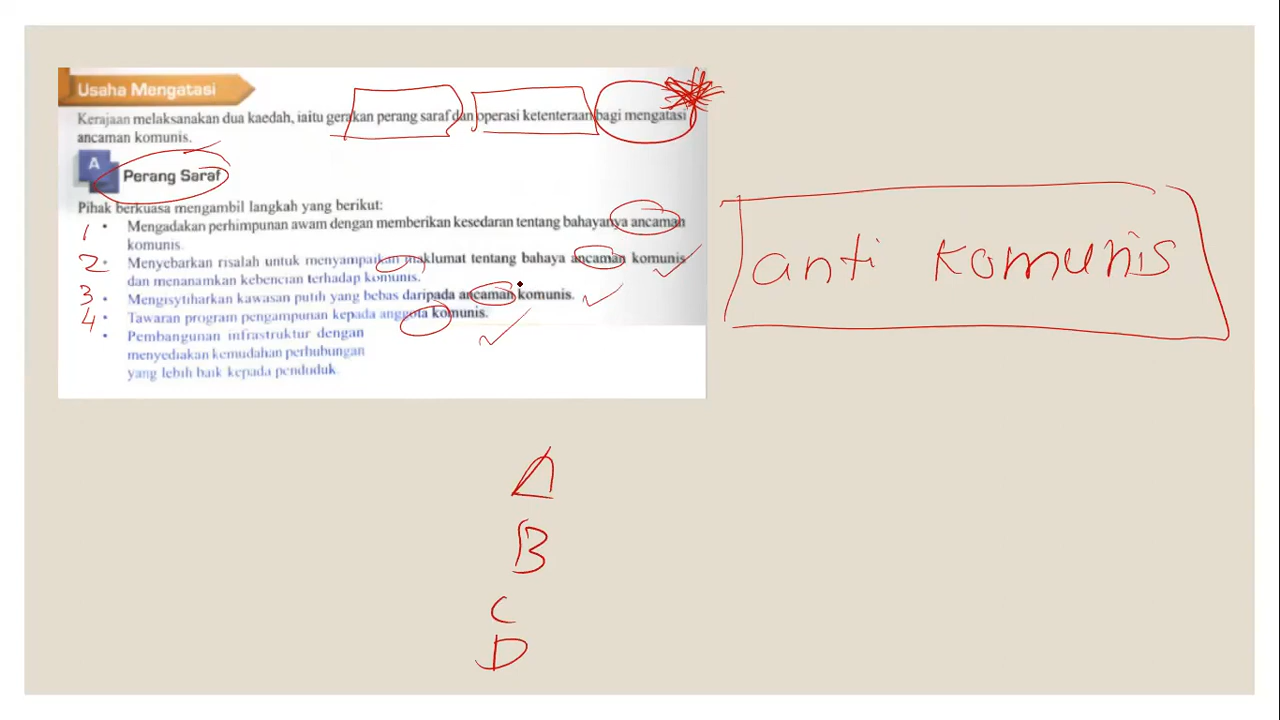 Usaha Mengatasi
Kerajaan melaksanakan dua kaedah, iaitu gerakan perang saraf dan operasi ketenteraan bagi mengatasi
ancaman komunis.
A
Perang Saraf
Pihak berkuasa mengambil langkah yang berikut:
1 • Mengadakan perhimpunan awam dengan memberikan kesedaran tentang bahayanya ancaman
komunis.
2 • Menyebarkan risalah untuk menyampaikan maklumat tentang bahaya ancaman komunis
dan menanamkan kebencian terhadap komunis.
3 • Mengisytiharkan kawasan putih yang bebas daripada ancaman komunis.
4 • Tawaran program pengampunan kepada anggota komunis.
• Pembangunan infrastruktur dengan
menyediakan kemudahan perhubungan
yang lebih baik kepada penduduk.
anti komunis
A
B
C
D